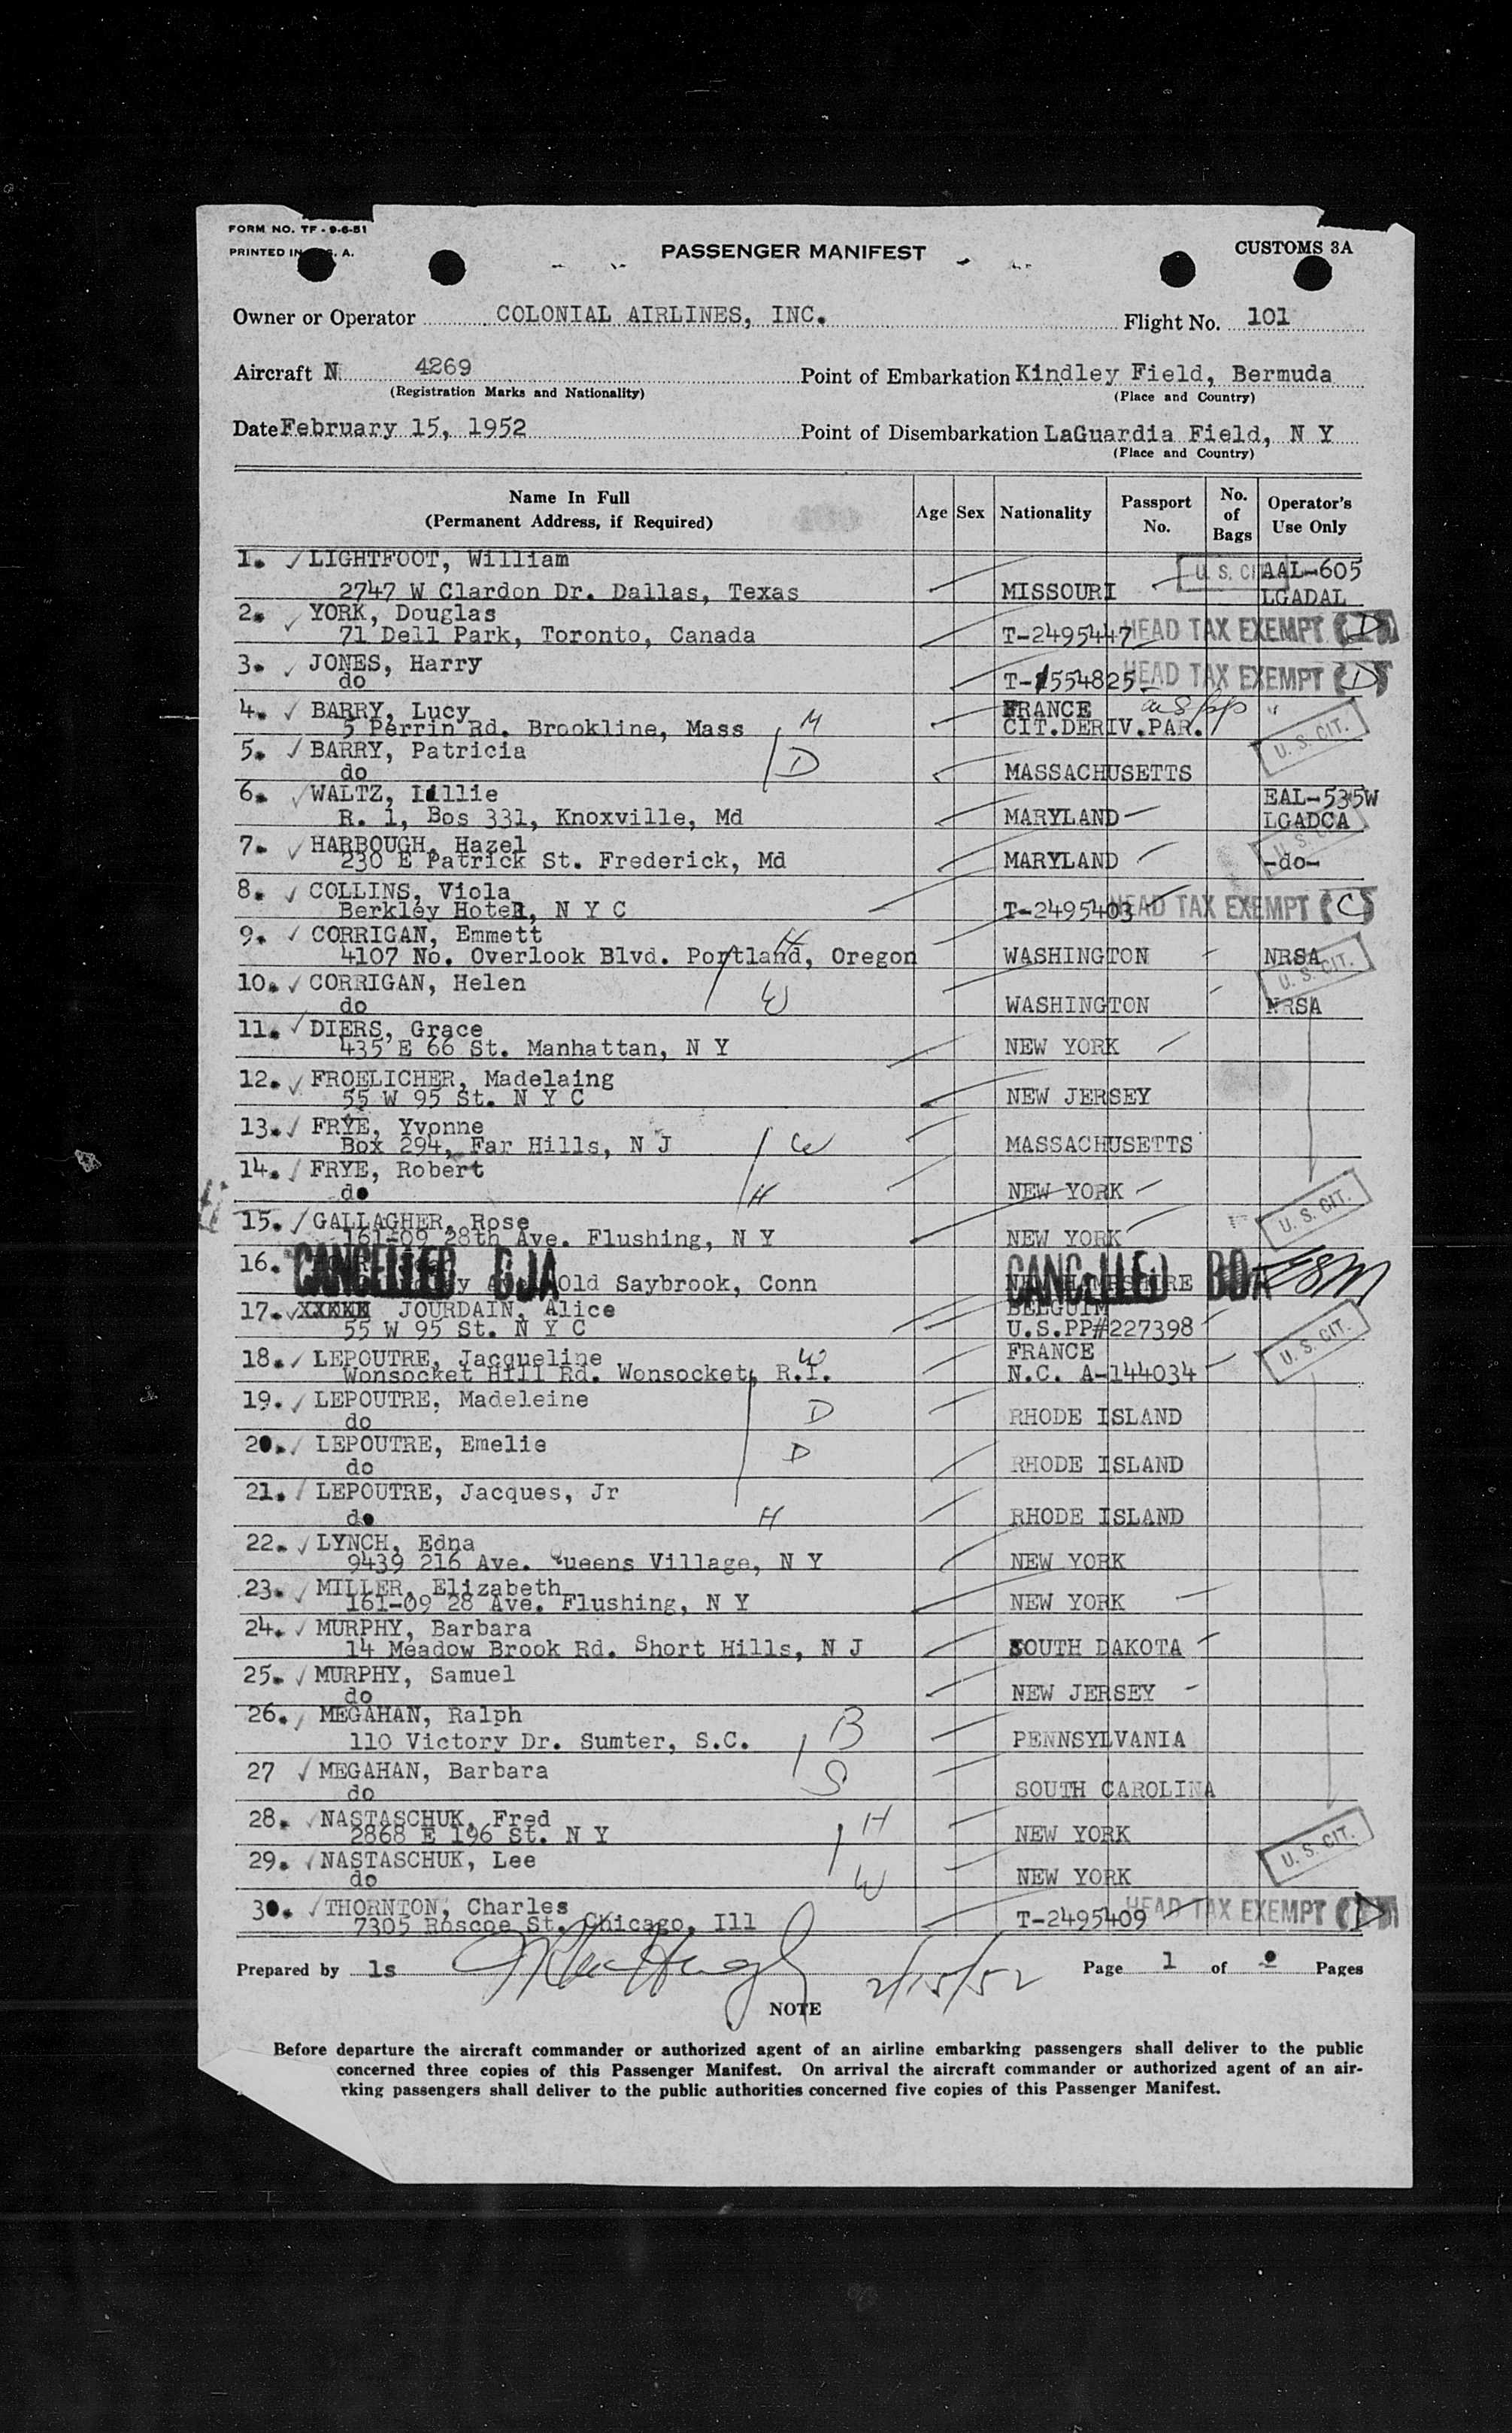 FORM NO. TF - 9-6-51
PRINTED IN U. S. A.
PASSENGER MANIFEST
CUSTOMS 3A
Owner or Operator COLONIAL AIRLINES, INC. Flight No. 101
Aircraft N 4269 Point of Embarkation Kindley Field, Bermuda
(Registration Marks and Nationality) (Place and Country)
Date February 15, 1952 Point of Disembarkation LaGuardia Field, N Y
(Place and Country)
Name In Full (Permanent Address, if Required) Age Sex Nationality Passport No. No. of Bags Operator's Use Only
1. LIGHTFOOT, William U. S. CIT. AAL-605
2747 W Clardon Dr. Dallas, Texas MISSOURI LGADAL
2. YORK, Douglas
71 Dell Park, Toronto, Canada T-2495447 HEAD TAX EXEMPT (D)
3. JONES, Harry
do T-1554825 HEAD TAX EXEMPT (D)
4. BARRY, Lucy FRANCE
5 Perrin Rd. Brookline, Mass M CIT.DERIV.PAR. U. S. CIT.
5. BARRY, Patricia D
do MASSACHUSETTS
6. WALTZ, Lillie EAL-535W
R. 1, Bos 331, Knoxville, Md MARYLAND LGADCA
7. HARBOUGH, Hazel
230 E Patrick St. Frederick, Md MARYLAND -do-
8. COLLINS, Viola
Berkley Hotel, N Y C T-2495403 HEAD TAX EXEMPT (C)
9. CORRIGAN, Emmett H
4107 No. Overlook Blvd. Portland, Oregon WASHINGTON NRSA
10. CORRIGAN, Helen W U. S. CIT.
do WASHINGTON NRSA
11. DIERS, Grace
435 E 66 St. Manhattan, N Y NEW YORK
12. FROELICHER, Madelaing
55 W 95 St. N Y C NEW JERSEY
13. FRYE, Yvonne
Box 294, Far Hills, N J W MASSACHUSETTS
14. FRYE, Robert
do H NEW YORK
15. GALLAGHER, Rose U. S. CIT.
161-09 28th Ave. Flushing, N Y NEW YORK
16. CANCELLED CJA CANCELLED BDA
Old Saybrook, Conn
17. XXXXX JOURDAIN, Alice BELGUIM
55 W 95 St. N Y C U.S.PP#227398
18. LEPOUTRE, Jacqueline W FRANCE U. S. CIT.
Wonsocket Hill Rd. Wonsocket, R.I. N.C. A-144034
19. LEPOUTRE, Madeleine
do D RHODE ISLAND
20. LEPOUTRE, Emelie
do D RHODE ISLAND
21. LEPOUTRE, Jacques, Jr
do H RHODE ISLAND
22. LYNCH, Edna
9439 216 Ave. Queens Village, N Y NEW YORK
23. MILLER, Elizabeth
161-09 28 Ave. Flushing, N Y NEW YORK
24. MURPHY, Barbara
14 Meadow Brook Rd. Short Hills, N J SOUTH DAKOTA
25. MURPHY, Samuel
do NEW JERSEY
26. MEGAHAN, Ralph
110 Victory Dr. Sumter, S.C. B PENNSYLVANIA
27 MEGAHAN, Barbara S
do SOUTH CAROLINA
28. NASTASCHUK, Fred H
2868 E 196 St. N Y NEW YORK
29. NASTASCHUK, Lee U. S. CIT.
do W NEW YORK
30. THORNTON, Charles
7305 Roscoe St. Chicago, Ill T-2495409 HEAD TAX EXEMPT (D)
Prepared by ls 2/15/52 Page 1 of Pages
NOTE
Before departure the aircraft commander or authorized agent of an airline embarking passengers shall deliver to the public
concerned three copies of this Passenger Manifest. On arrival the aircraft commander or authorized agent of an air-
rking passengers shall deliver to the public authorities concerned five copies of this Passenger Manifest.